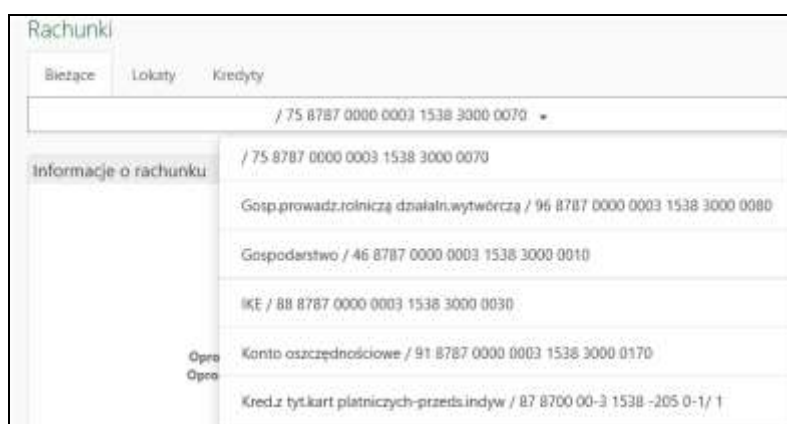 Rachunki
Bieżące Lokaty Kredyty
/ 75 8787 0000 0003 1538 3000 0070
/ 75 8787 0000 0003 1538 3000 0070
Informacje o rachunku
Gosp.prowadz.rolniczą działaln.wytwórczą / 96 8787 0000 0003 1538 3000 0080
Gospodarstwo / 46 8787 0000 0003 1538 3000 0010
IKE / 88 8787 0000 0003 1538 3000 0030
Opro Konto oszczędnościowe / 91 8787 0000 0003 1538 3000 0170
Opro
Kred.z tyt.kart płatniczych-przeds.indyw / 87 8700 00-3 1538 -205 0-1/ 1